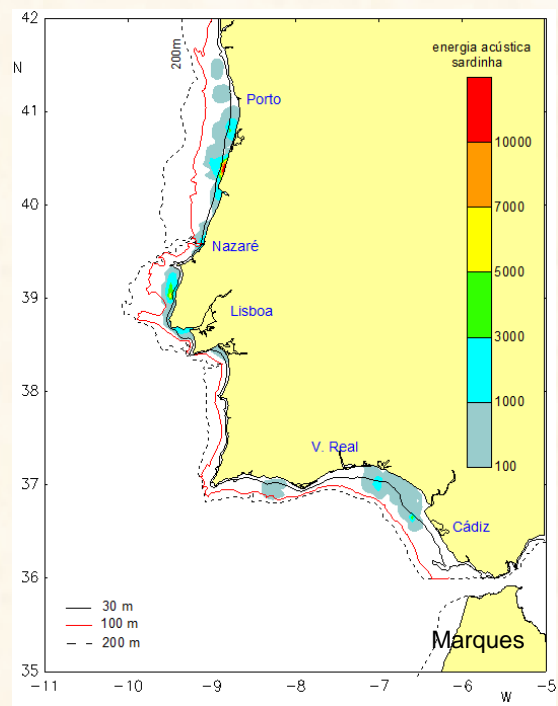 42
41
40
39
38
37
36
35
N
200m
energia acústica
sardinha
10000
7000
5000
3000
1000
100
Porto
Nazaré
Lisboa
V. Real
Cádiz
Marques
30 m
100 m
200 m
-11
-10
-9
-8
-7
-6
-5
W